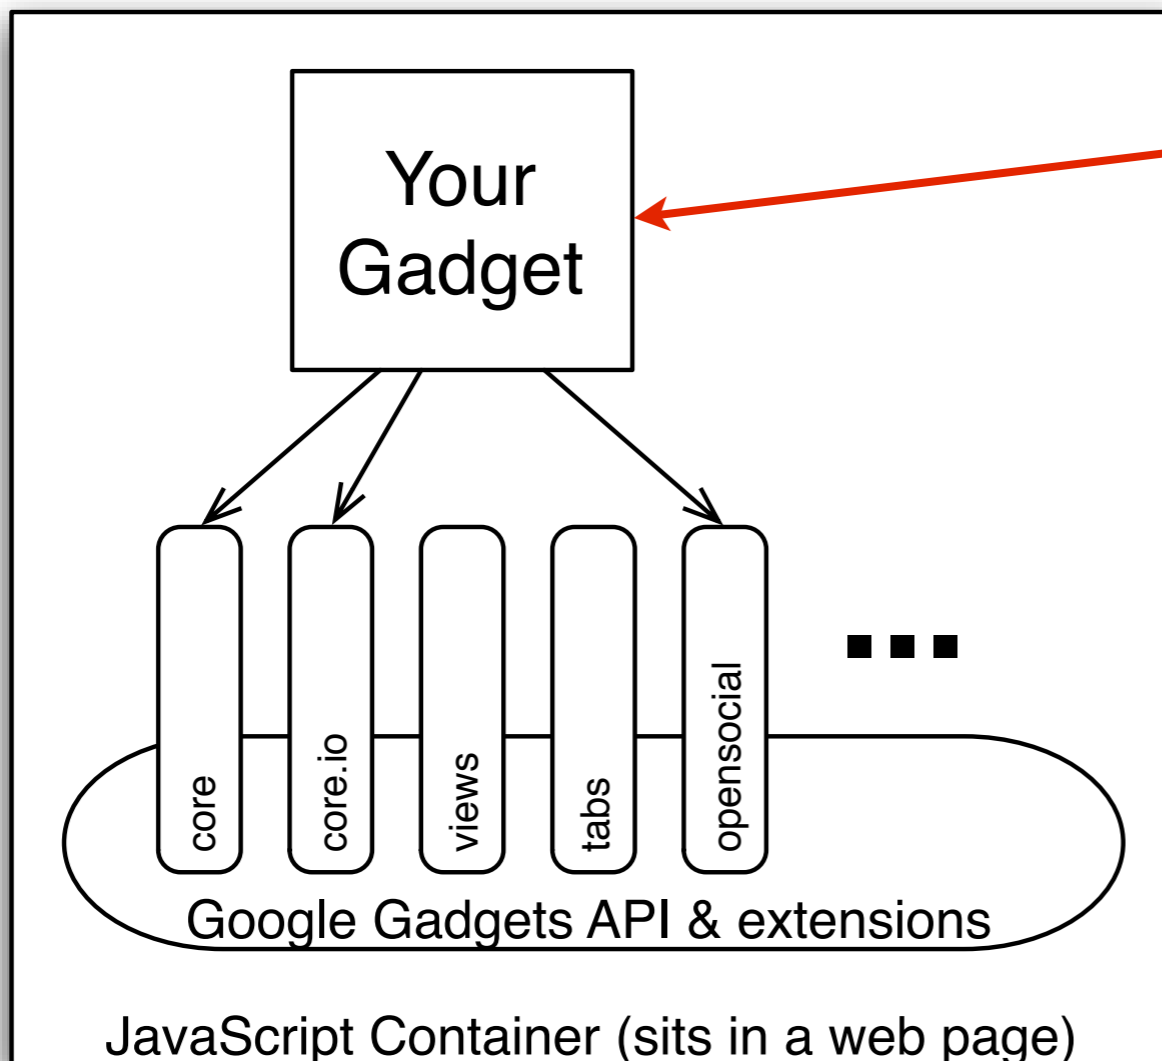 Your
Gadget
core
core.io
views
tabs
opensocial
Google Gadgets API & extensions
JavaScript Container (sits in a web page)